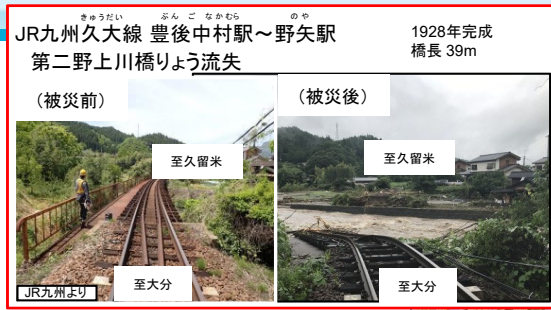 きゅうだい ぶんご なかむら のや
JR九州久大線 豊後中村駅～野矢駅
第二野上川橋りょう流失
1928年完成
橋長 39m
（被災前）
至久留米
至大分
JR九州より
（被災後）
至久留米
至大分